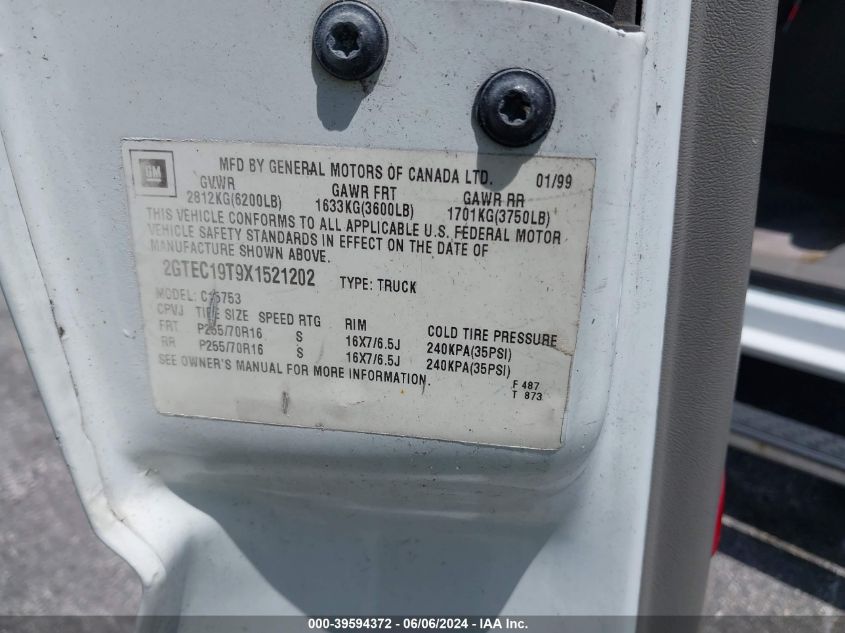 GM MFD BY GENERAL MOTORS OF CANADA LTD. 01/99
GVWR GAWR FRT GAWR RR
2812KG(6200LB) 1633KG(3600LB) 1701KG(3750LB)
THIS VEHICLE CONFORMS TO ALL APPLICABLE U.S. FEDERAL MOTOR
VEHICLE SAFETY STANDARDS IN EFFECT ON THE DATE OF
MANUFACTURE SHOWN ABOVE.
2GTEC19T9X1521202 TYPE: TRUCK
MODEL:
CPVJ TIRE SIZE SPEED RTG RIM COLD TIRE PRESSURE
FRT P255/70R16 S 16X7/6.5J 240KPA(35PSI)
RR P255/70R16 S 16X7/6.5J 240KPA(35PSI)
SEE OWNER'S MANUAL FOR MORE INFORMATION.
F 487
T 873
000-39594372 - 06/06/2024 - IAA Inc.